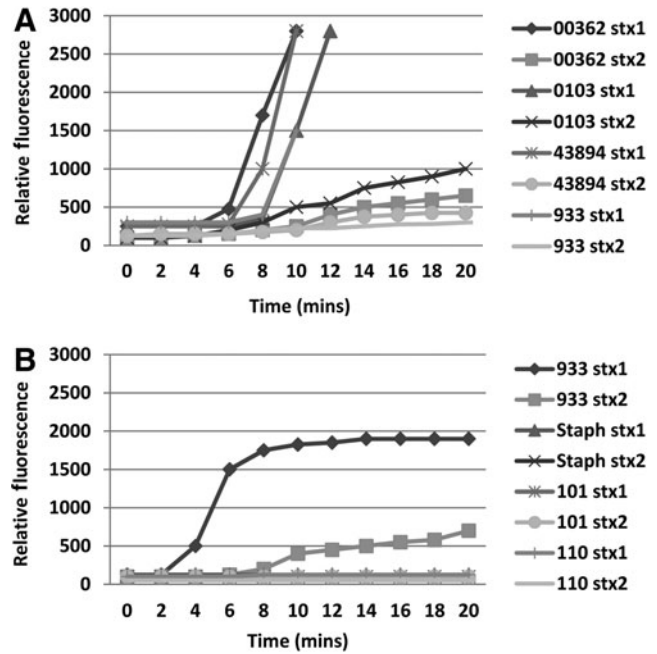 A
Relative fluorescence
3000
2500
2000
1500
1000
500
0
0 2 4 6 8 10 12 14 16 18 20
Time (mins)
00362 stx1
00362 stx2
0103 stx1
0103 stx2
43894 stx1
43894 stx2
933 stx1
933 stx2
B
Relative fluorescence
3000
2500
2000
1500
1000
500
0
0 2 4 6 8 10 12 14 16 18 20
Time (mins)
933 stx1
933 stx2
Staph stx1
Staph stx2
101 stx1
101 stx2
110 stx1
110 stx2